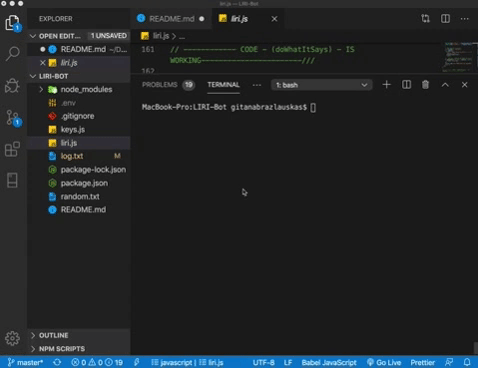 liri.js — LIRI-Bot
EXPLORER
OPEN EDIT... 1 UNSAVED
README.md ~/D...
liri.js
LIRI-BOT
node_modules
.env
.gitignore
keys.js
liri.js
log.txt M
package-lock.json
package.json
random.txt
README.md
OUTLINE
NPM SCRIPTS
README.md liri.js
liri.js > ...
161 // ------------ CODE - (doWhatItSays) - IS
WORKING------------------------///
162
PROBLEMS 19 TERMINAL ... 1: bash
MacBook-Pro:LIRI-Bot gitanabrazlauskas$
master* 0 0 19 javascript | liri.js UTF-8 LF Babel JavaScript Go Live Prettier